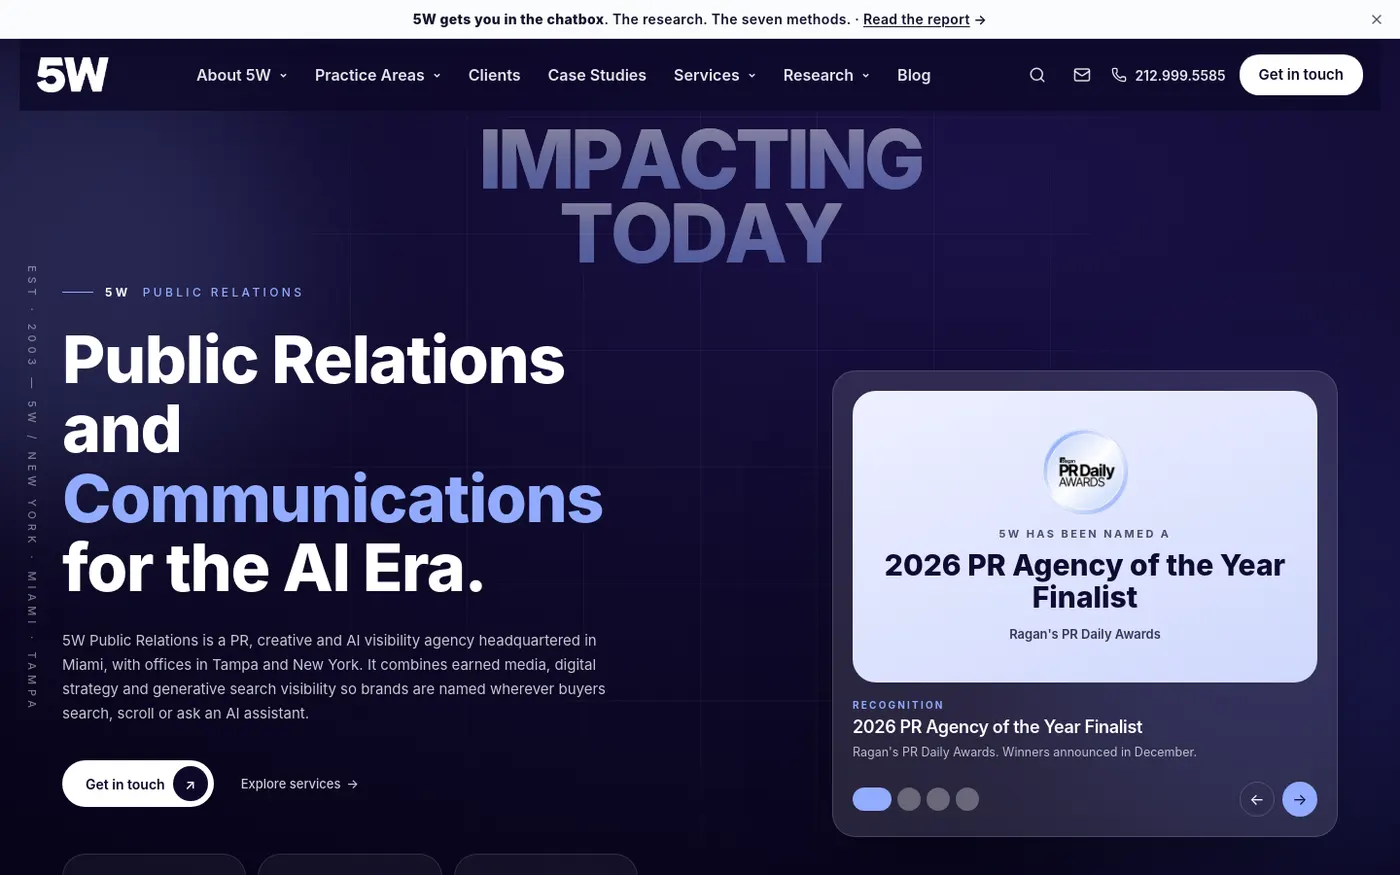 5W gets you in the chatbox. The research. The seven methods. · Read the report →
5W
About 5W
Practice Areas
Clients
Case Studies
Services
Research
Blog
212.999.5585
Get in touch
IMPACTING
TODAY
EST · 2003 — 5W / NEW YORK · MIAMI · TAMPA
5W PUBLIC RELATIONS
Public Relations
and
Communications
for the AI Era.
5W Public Relations is a PR, creative and AI visibility agency headquartered in
Miami, with offices in Tampa and New York. It combines earned media, digital
strategy and generative search visibility so brands are named wherever buyers
search, scroll or ask an AI assistant.
Get in touch
Explore services →
Ragan
PR Daily
AWARDS
5W HAS BEEN NAMED A
2026 PR Agency of the Year
Finalist
Ragan's PR Daily Awards
RECOGNITION
2026 PR Agency of the Year Finalist
Ragan's PR Daily Awards. Winners announced in December.